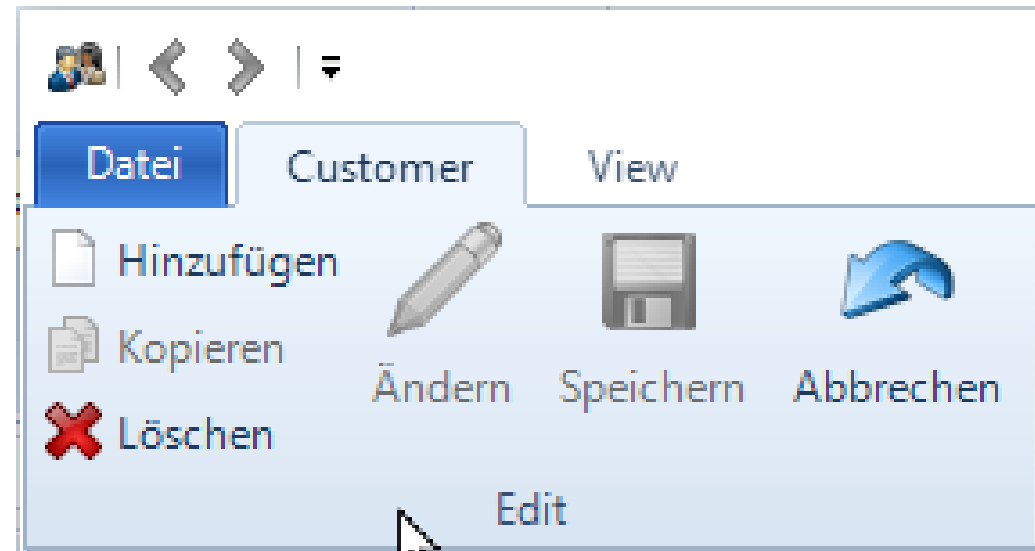 Datei Customer View
Hinzufügen
Kopieren
Löschen
Ändern Speichern Abbrechen
Edit